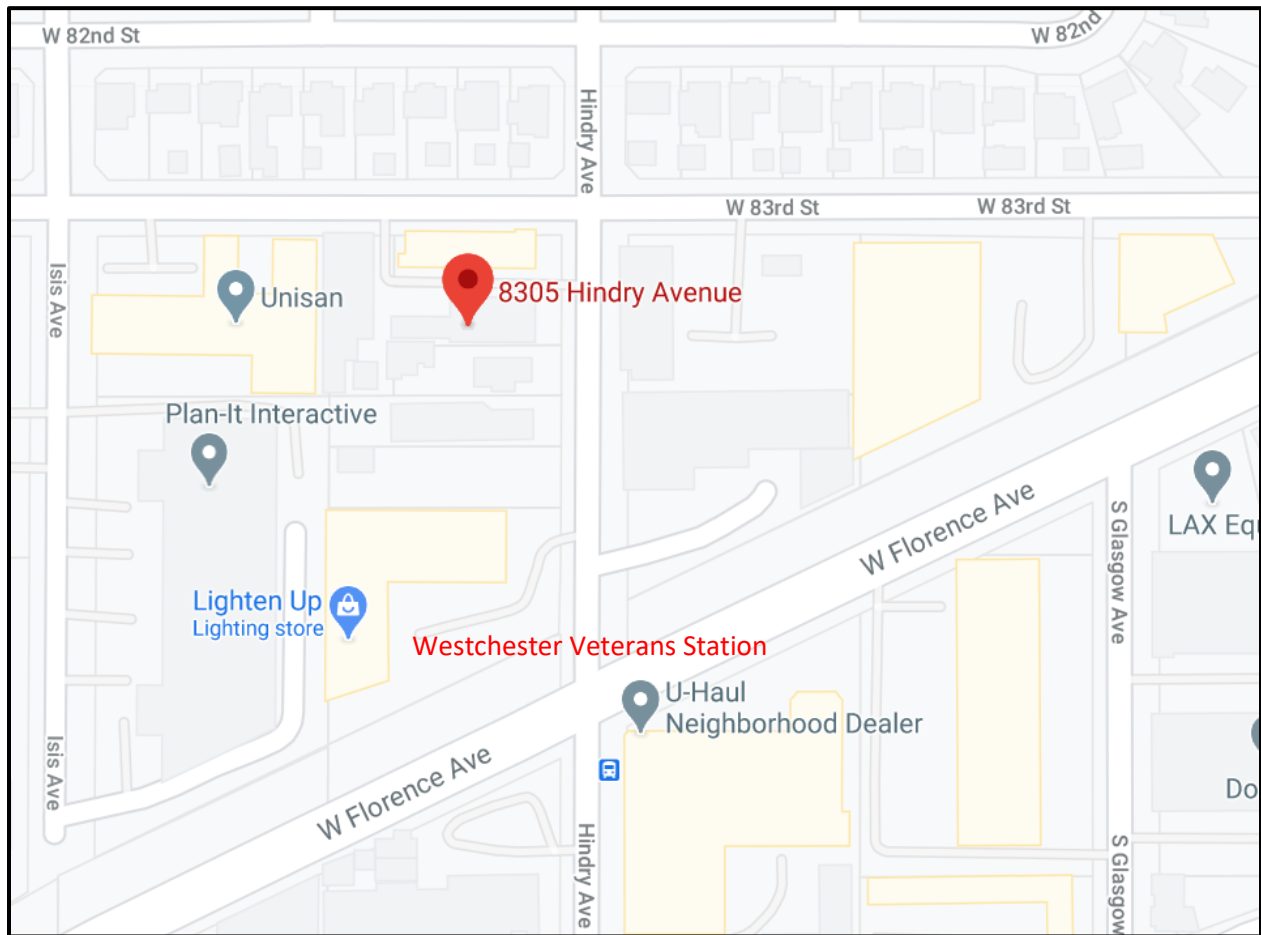 W 82nd St
W 82nd
Hindry Ave
W 83rd St
W 83rd St
Isis Ave
Unisan
8305 Hindry Avenue
Plan-It Interactive
W Florence Ave
S Glasgow Ave
LAX Equ
Lighten Up
Lighting store
Westchester Veterans Station
U-Haul
Neighborhood Dealer
Isis Ave
W Florence Ave
Do
Hindry Ave
S Glasgow